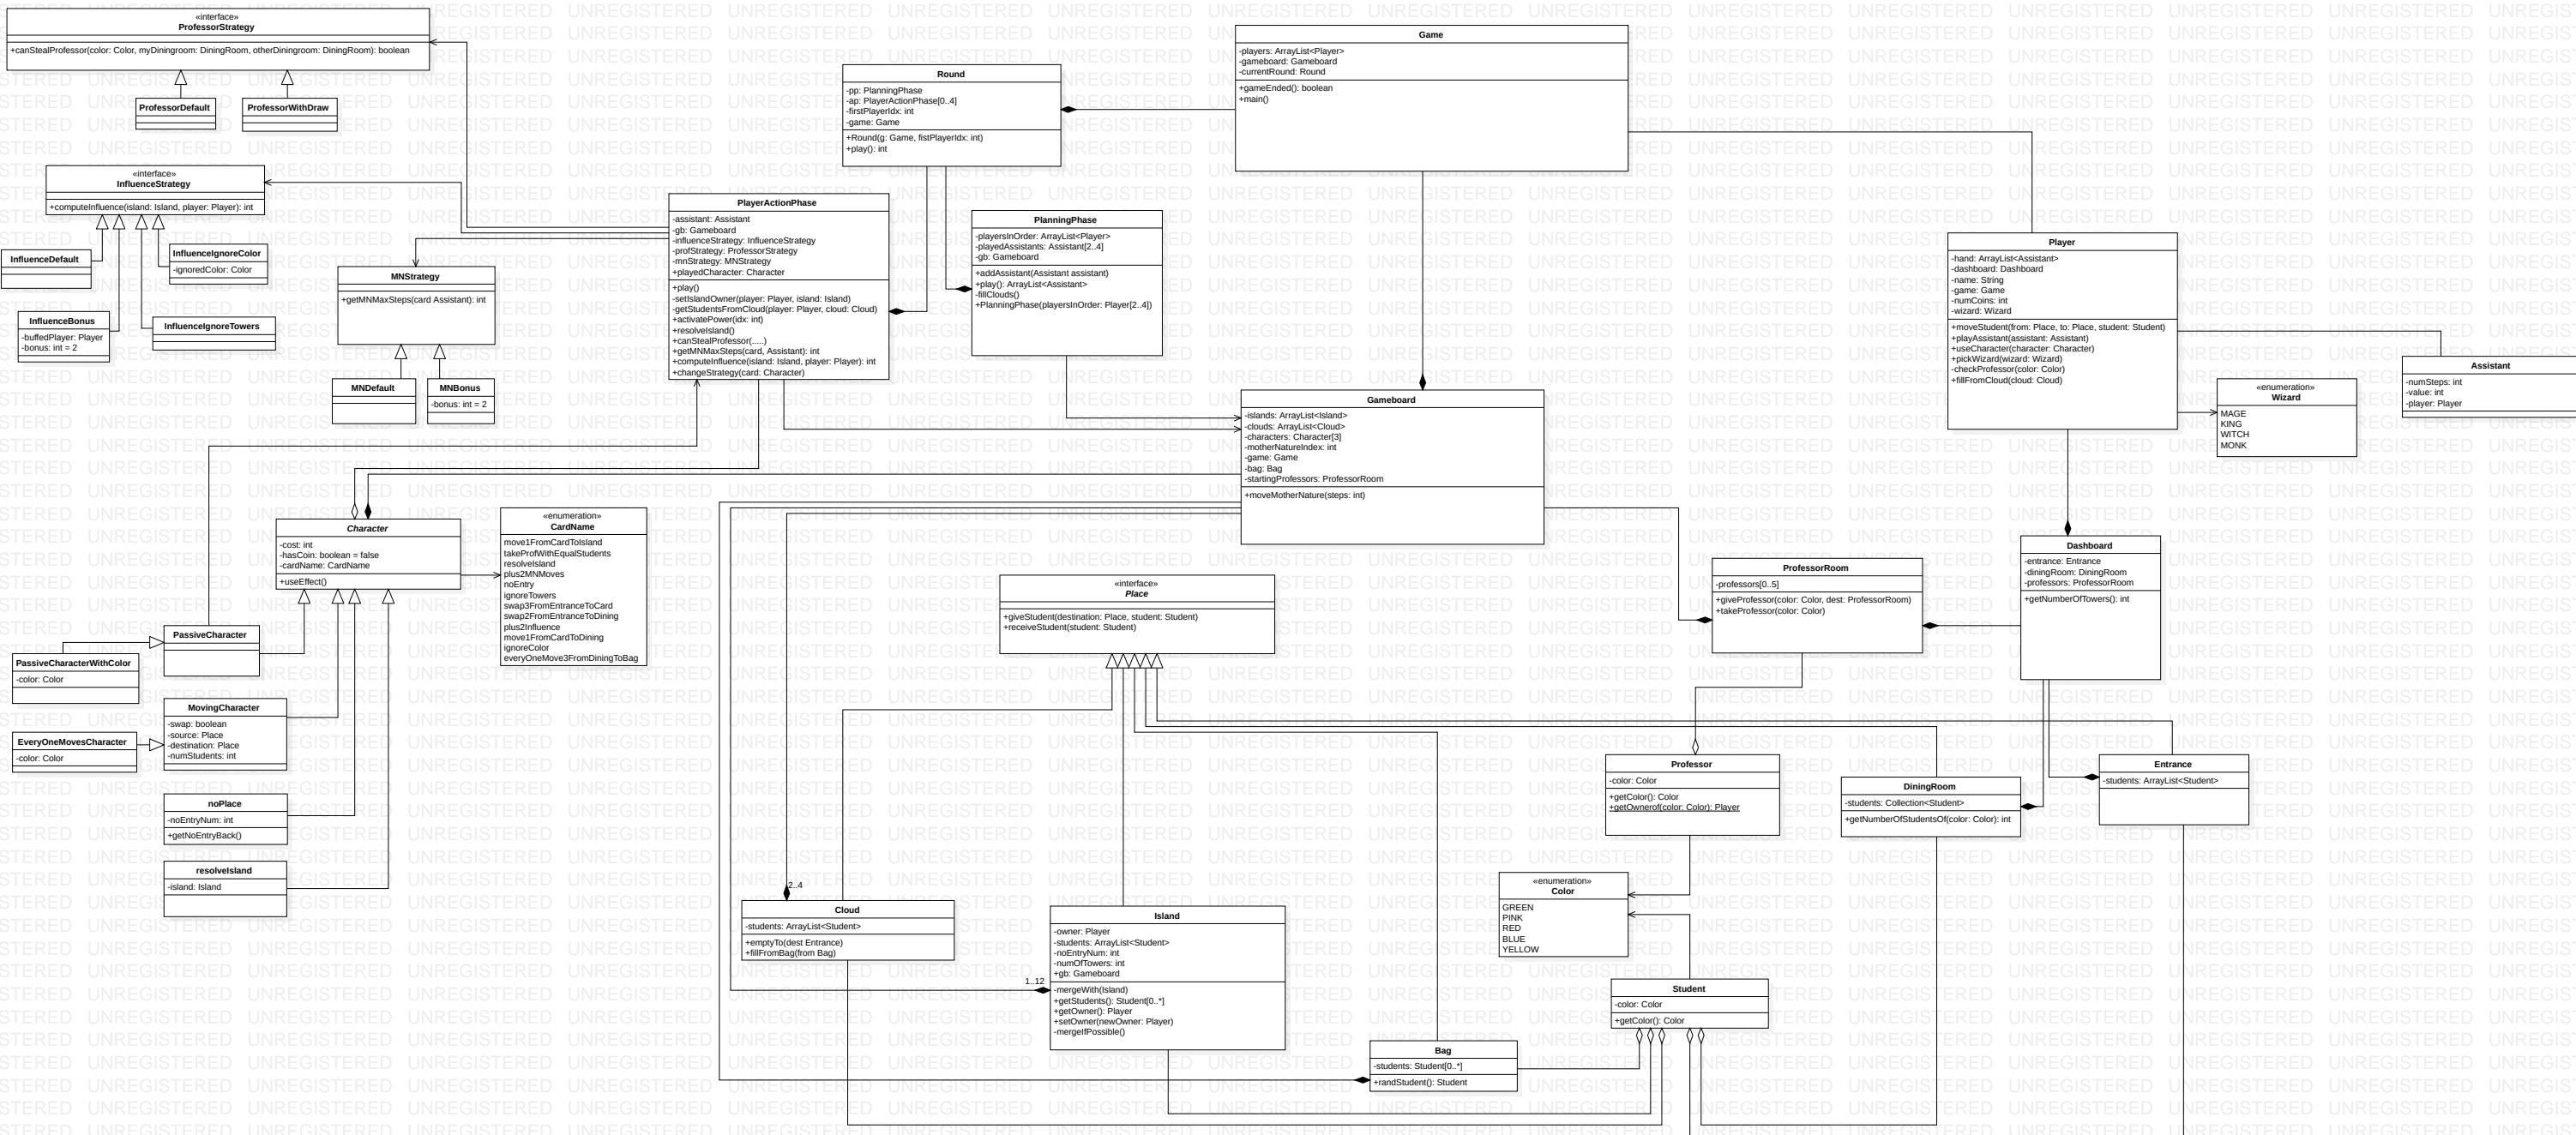 «interface»
ProfessorStrategy
+canStealProfessor(color: Color, myDiningroom: DiningRoom, otherDiningroom: DiningRoom): boolean
ProfessorDefault
ProfessorWithDraw
«interface»
InfluenceStrategy
+computeInfluence(island: Island, player: Player): int
InfluenceDefault
InfluenceIgnoreColor
-ignoredColor: Color
InfluenceBonus
-buffedPlayer: Player
-bonus: int = 2
InfluenceIgnoreTowers
MNStrategy
+getMNMaxSteps(card Assistant): int
MNDefault
MNBonus
-bonus: int = 2
Round
-pp: PlanningPhase
-ap: PlayerActionPhase[0..4]
-firstPlayerIdx: int
-game: Game
+Round(g: Game, fistPlayerIdx: int)
+play(): int
Game
-players: ArrayList<Player>
-gameboard: Gameboard
-currentRound: Round
+gameEnded(): boolean
+main()
PlayerActionPhase
-assistant: Assistant
-gb: Gameboard
-influenceStrategy: InfluenceStrategy
-profStrategy: ProfessorStrategy
-mnStrategy: MNStrategy
+playedCharacter: Character
+play()
-setIslandOwner(player: Player, island: Island)
-getStudentsFromCloud(player: Player, cloud: Cloud)
+activatePower(idx: int)
+resolveIsland()
+canStealProfessor(.....)
+getMNMaxSteps(card, Assistant): int
+computeInfluence(island: Island, player: Player): int
+changeStrategy(card: Character)
PlanningPhase
-playersInOrder: ArrayList<Player>
-playedAssistants: Assistant[2..4]
-gb: Gameboard
+addAssistant(Assistant assistant)
+play(): ArrayList<Assistant>
-fillClouds()
+PlanningPhase(playersInOrder: Player[2..4])
Player
-hand: ArrayList<Assistant>
-dashboard: Dashboard
-name: String
-game: Game
-numCoins: int
-wizard: Wizard
+moveStudent(from: Place, to: Place, student: Student)
+playAssistant(assistant: Assistant)
+useCharacter(character: Character)
+pickWizard(wizard: Wizard)
-checkProfessor(color: Color)
+fillFromCloud(cloud: Cloud)
«enumeration»
Wizard
MAGE
KING
WITCH
MONK
Assistant
-numSteps: int
-value: int
-player: Player
Gameboard
-islands: ArrayList<Island>
-clouds: ArrayList<Cloud>
-characters: Character[3]
-motherNatureIndex: int
-game: Game
-bag: Bag
-startingProfessors: ProfessorRoom
+moveMotherNature(steps: int)
Character
-cost: int
-hasCoin: boolean = false
-cardName: CardName
+useEffect()
«enumeration»
CardName
move1FromCardToIsland
takeProfWithEqualStudents
resolveIsland
plus2MNMoves
noEntry
ignoreTowers
swap3FromEntranceToCard
swap2FromEntranceToDining
plus2Influence
move1FromCardToDining
ignoreColor
everyOneMove3FromDiningToBag
PassiveCharacter
PassiveCharacterWithColor
-color: Color
MovingCharacter
-swap: boolean
-source: Place
-destination: Place
-numStudents: int
EveryOneMovesCharacter
-color: Color
noPlace
-noEntryNum: int
+getNoEntryBack()
resolveIsland
-island: Island
«interface»
Place
+giveStudent(destination: Place, student: Student)
+receiveStudent(student: Student)
ProfessorRoom
-professors[0..5]
+giveProfessor(color: Color, dest: ProfessorRoom)
+takeProfessor(color: Color)
Dashboard
-entrance: Entrance
-diningRoom: DiningRoom
-professors: ProfessorRoom
+getNumberOfTowers(): int
Professor
-color: Color
+getColor(): Color
+getOwnerof(color: Color): Player
DiningRoom
-students: Collection<Student>
+getNumberOfStudentsOf(color: Color): int
Entrance
-students: ArrayList<Student>
2..4
Cloud
-students: ArrayList<Student>
+emptyTo(dest Entrance)
+fillFromBag(from Bag)
1..12
Island
-owner: Player
-students: ArrayList<Student>
-noEntryNum: int
-numOfTowers: int
+gb: Gameboard
-mergeWith(Island)
+getStudents(): Student[0..*]
+getOwner(): Player
+setOwner(newOwner: Player)
-mergeIfPossible()
«enumeration»
Color
GREEN
PINK
RED
BLUE
YELLOW
Student
-color: Color
+getColor(): Color
Bag
-students: Student[0..*]
+randStudent(): Student
UNREGISTERED